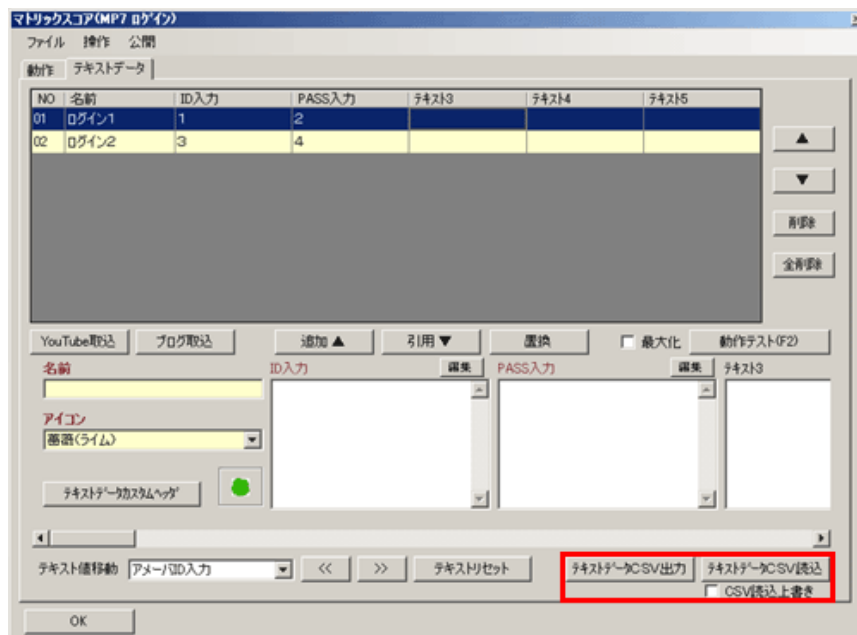 マトリックスコア(MP7 ログイン)
ファイル 操作 公開
動作 テキストデータ
NO 名前 ID入力 PASS入力 テキスト3 テキスト4 テキスト5
01 ログイン1 1 2
02 ログイン2 3 4
▲
▼
削除
全削除
YouTube取込 ブログ取込 追加▲ 引用▼ 置換 最大化 動作テスト(F2)
名前 ID入力 編集 PASS入力 編集 テキスト3
アイコン
薔薇(ライム)
テキストデータカスタムヘッダ
テキスト値移動 アメーバID入力 << >> テキストリセット テキストデータCSV出力 テキストデータCSV読込
CSV読込上書き
OK